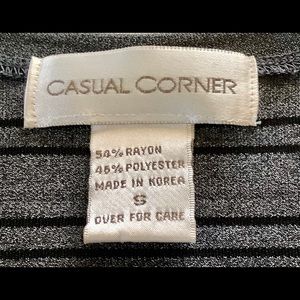 CASUAL CORNER
54% RAYON
46% POLYESTER
MADE IN KOREA
S
OVER FOR CARE